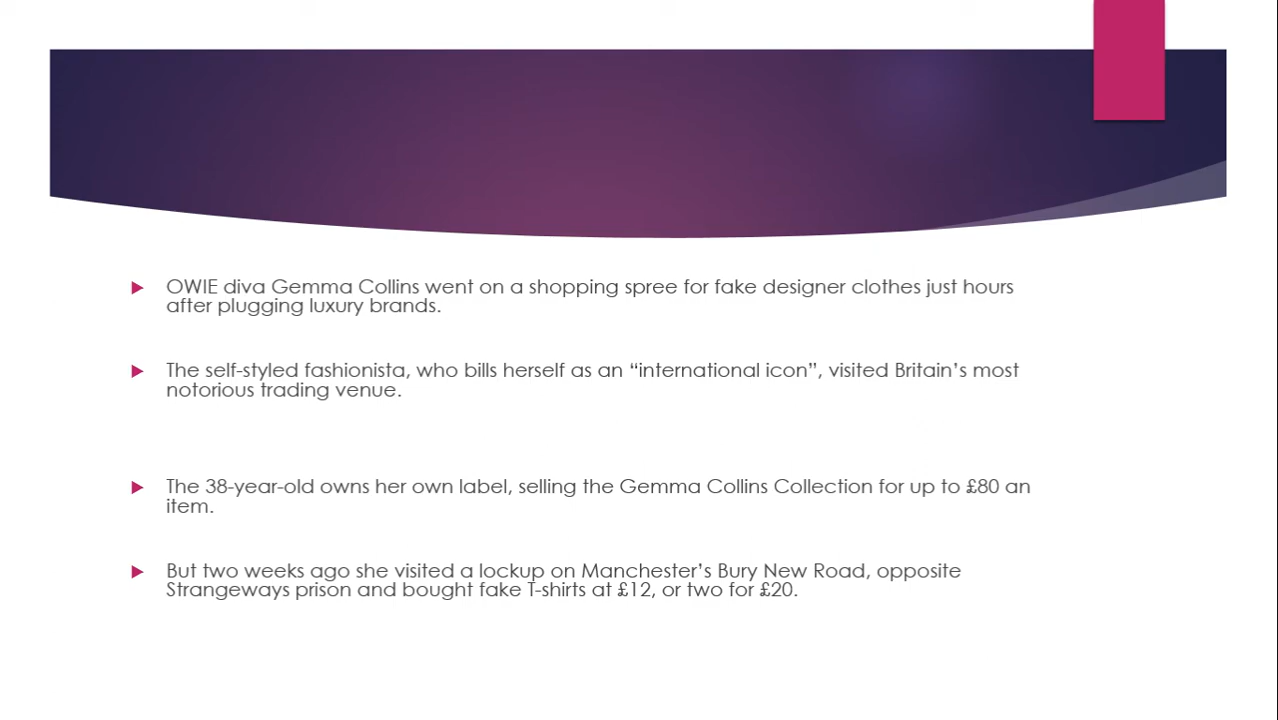 OWIE diva Gemma Collins went on a shopping spree for fake designer clothes just hours
after plugging luxury brands.
The self-styled fashionista, who bills herself as an “international icon”, visited Britain’s most
notorious trading venue.
The 38-year-old owns her own label, selling the Gemma Collins Collection for up to £80 an
item.
But two weeks ago she visited a lockup on Manchester’s Bury New Road, opposite
Strangeways prison and bought fake T-shirts at £12, or two for £20.